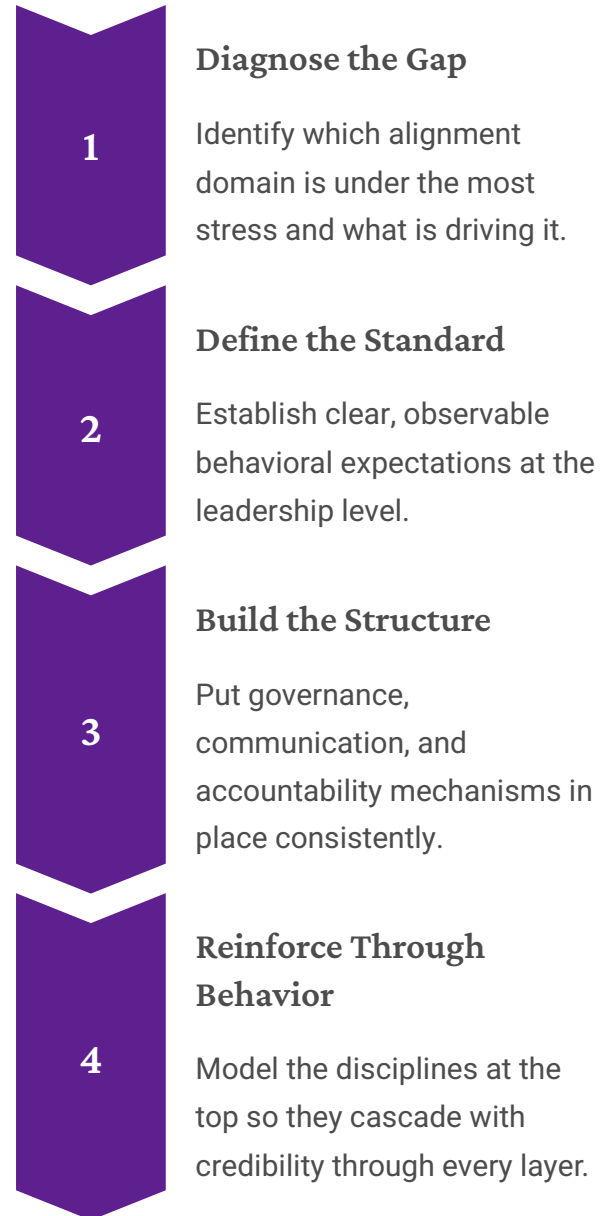 1
Diagnose the Gap
Identify which alignment
domain is under the most
stress and what is driving it.
2
Define the Standard
Establish clear, observable
behavioral expectations at the
leadership level.
3
Build the Structure
Put governance,
communication, and
accountability mechanisms in
place consistently.
4
Reinforce Through
Behavior
Model the disciplines at the
top so they cascade with
credibility through every layer.